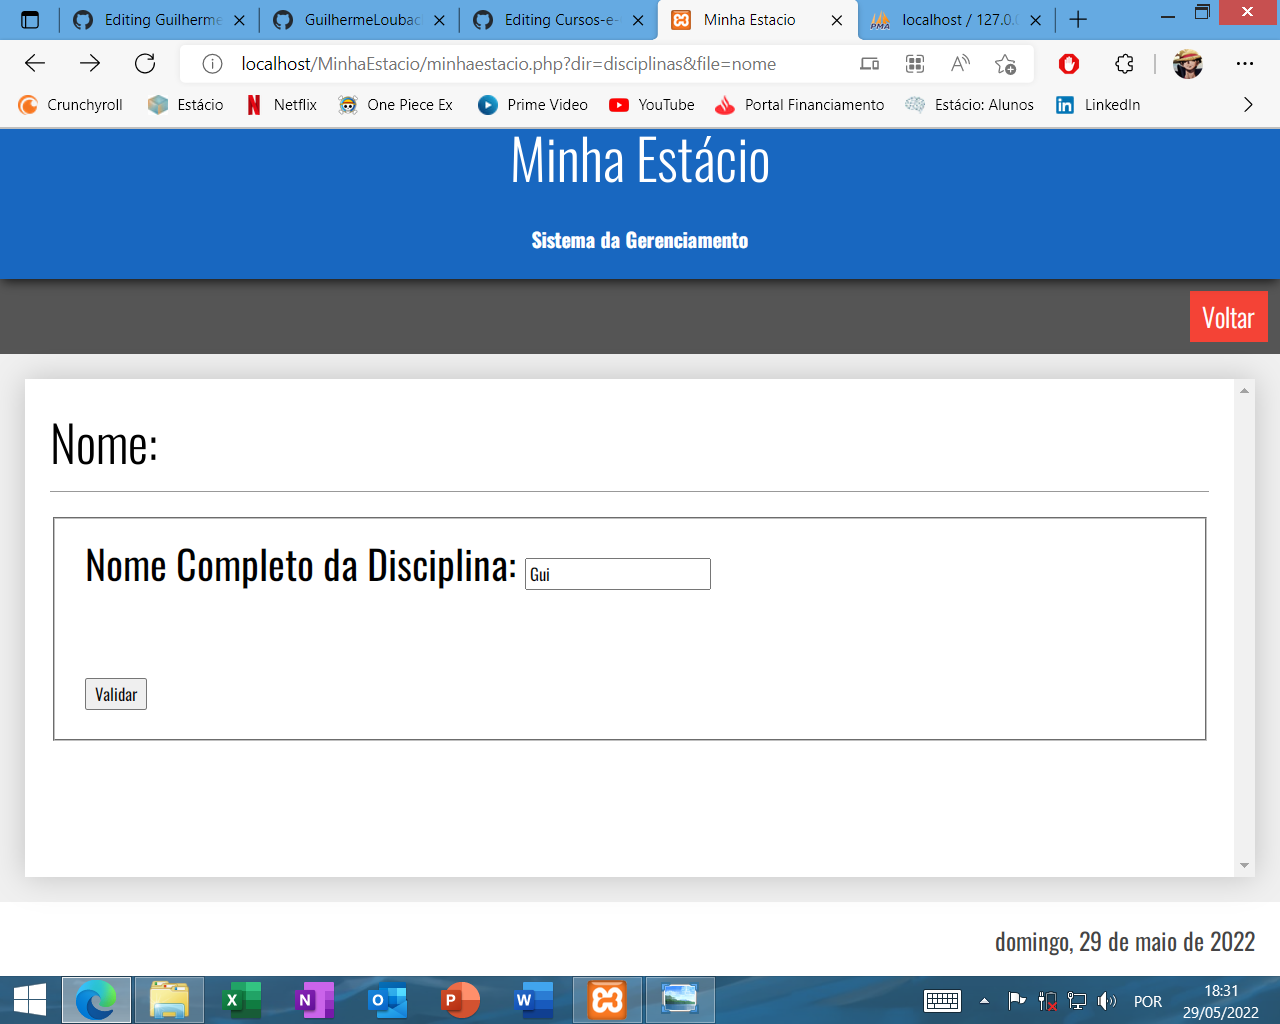 Editing Guilherme
GuilhermeLoubac
Editing Cursos-e-
Minha Estacio
localhost / 127.0.0
localhost/MinhaEstacio/minhaestacio.php?dir=disciplinas&file=nome
Crunchyroll
Estácio
Netflix
One Piece Ex
Prime Video
YouTube
Portal Financiamento
Estácio: Alunos
LinkedIn
Minha Estácio
Sistema da Gerenciamento
Voltar
Nome:
Nome Completo da Disciplina: Gui
Validar
domingo, 29 de maio de 2022
POR
18:31
29/05/2022